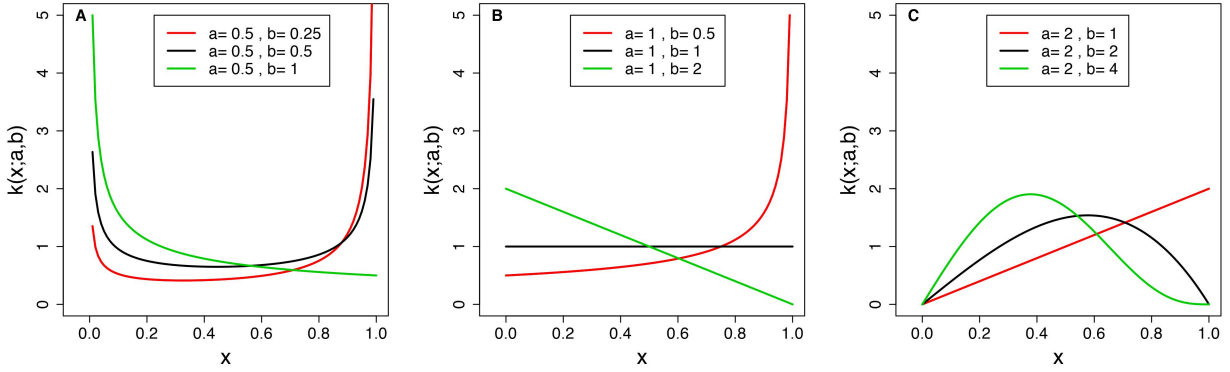 A
a= 0.5 , b= 0.25
a= 0.5 , b= 0.5
a= 0.5 , b= 1
k(x;a,b)
5
4
3
2
1
0
0.0 0.2 0.4 0.6 0.8 1.0
x
B
a= 1 , b= 0.5
a= 1 , b= 1
a= 1 , b= 2
k(x;a,b)
5
4
3
2
1
0
0.0 0.2 0.4 0.6 0.8 1.0
x
C
a= 2 , b= 1
a= 2 , b= 2
a= 2 , b= 4
k(x;a,b)
5
4
3
2
1
0
0.0 0.2 0.4 0.6 0.8 1.0
x